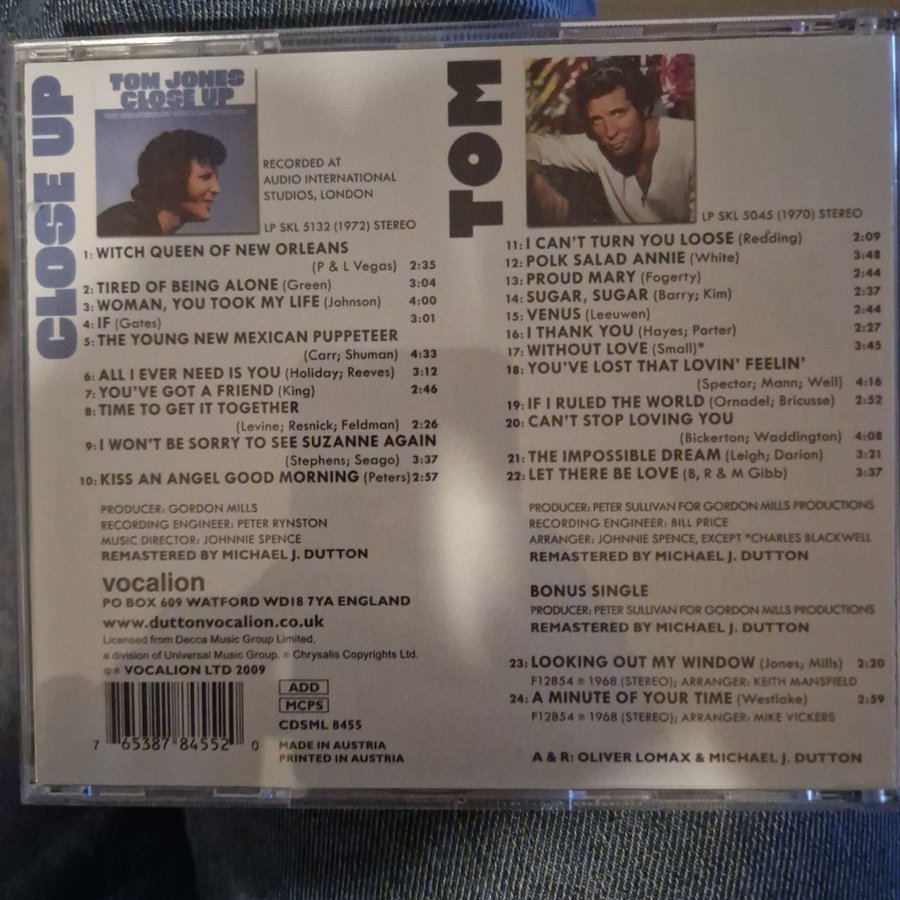 CLOSE UP
TOM JONES
CLOSE UP
RECORDED AT
AUDIO INTERNATIONAL
STUDIOS, LONDON
LP SKL 5132 (1972) STEREO
1: WITCH QUEEN OF NEW ORLEANS
(P & L Vegas) 2:35
2: TIRED OF BEING ALONE (Green) 3:04
3: WOMAN, YOU TOOK MY LIFE (Johnson) 4:00
4: IF (Gates) 3:01
5: THE YOUNG NEW MEXICAN PUPPETEER
(Carr; Shuman) 4:33
6: ALL I EVER NEED IS YOU (Holiday; Reeves) 3:12
7: YOU'VE GOT A FRIEND (King) 2:46
8: TIME TO GET IT TOGETHER
(Levine; Resnick; Feldman) 2:26
9: I WON'T BE SORRY TO SEE SUZANNE AGAIN
(Stephens; Seago) 3:37
10: KISS AN ANGEL GOOD MORNING (Peters) 2:57
PRODUCER: GORDON MILLS
RECORDING ENGINEER: PETER RYNSTON
MUSIC DIRECTOR: JOHNNIE SPENCE
REMASTERED BY MICHAEL J. DUTTON
vocalion
PO BOX 609 WATFORD WD18 7YA ENGLAND
www.duttonvocalion.co.uk
Licensed from Decca Music Group Limited,
a division of Universal Music Group. ℗ Chrysalis Copyrights Ltd.
℗ © VOCALION LTD 2009
7 65387 84552 0
ADD
MCPS
CDSML 8455
MADE IN AUSTRIA
PRINTED IN AUSTRIA
TOM
LP SKL 5045 (1970) STEREO
11: I CAN'T TURN YOU LOOSE (Redding) 2:09
12: POLK SALAD ANNIE (White) 3:48
13: PROUD MARY (Fogerty) 2:44
14: SUGAR, SUGAR (Barry; Kim) 2:37
15: VENUS (Leeuwen) 2:44
16: I THANK YOU (Hayes; Porter) 2:27
17: WITHOUT LOVE (Small)* 3:45
18: YOU'VE LOST THAT LOVIN' FEELIN'
(Spector; Mann; Weil) 4:16
19: IF I RULED THE WORLD (Ornadel; Bricusse) 2:52
20: CAN'T STOP LOVING YOU
(Bickerton; Waddington) 4:08
21: THE IMPOSSIBLE DREAM (Leigh; Darion) 3:21
22: LET THERE BE LOVE (B, R & M Gibb) 3:37
PRODUCER: PETER SULLIVAN FOR GORDON MILLS PRODUCTIONS
RECORDING ENGINEER: BILL PRICE
ARRANGER: JOHNNIE SPENCE, EXCEPT *CHARLES BLACKWELL
REMASTERED BY MICHAEL J. DUTTON
BONUS SINGLE
PRODUCER: PETER SULLIVAN FOR GORDON MILLS PRODUCTIONS
REMASTERED BY MICHAEL J. DUTTON
23: LOOKING OUT MY WINDOW (Jones; Mills) 2:20
F12854 ℗ 1968 (STEREO); ARRANGER: KEITH MANSFIELD
24: A MINUTE OF YOUR TIME (Westlake) 2:59
F12854 ℗ 1968 (STEREO); ARRANGER: MIKE VICKERS
A & R: OLIVER LOMAX & MICHAEL J. DUTTON